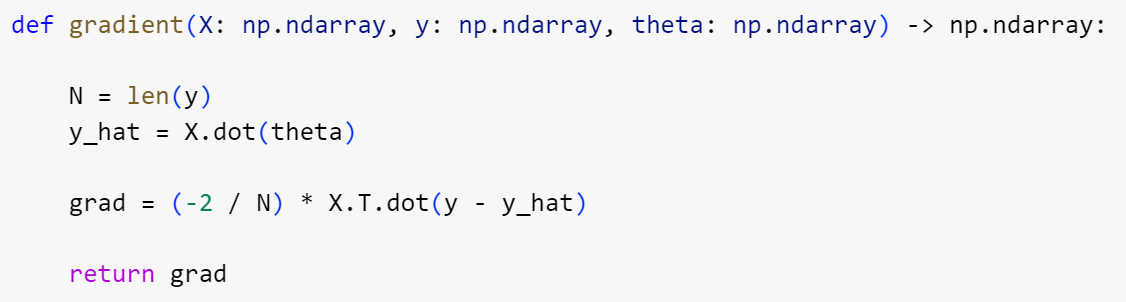 def gradient(X: np.ndarray, y: np.ndarray, theta: np.ndarray) -> np.ndarray:
    N = len(y)
    y_hat = X.dot(theta)
    grad = (-2 / N) * X.T.dot(y - y_hat)
    return grad